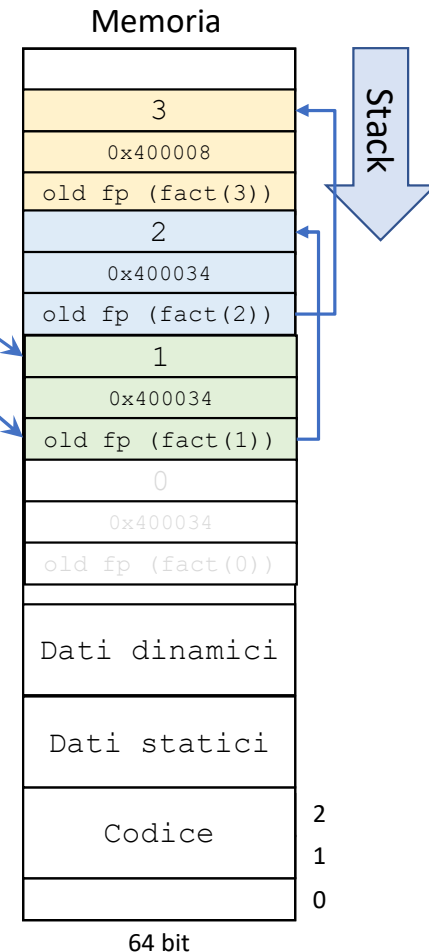 Memoria
Stack
3
0x400008
old fp (fact(3))
2
0x400034
old fp (fact(2))
1
0x400034
old fp (fact(1))
0
0x400034
old fp (fact(0))
Dati dinamici
Dati statici
Codice
2
1
0
64 bit